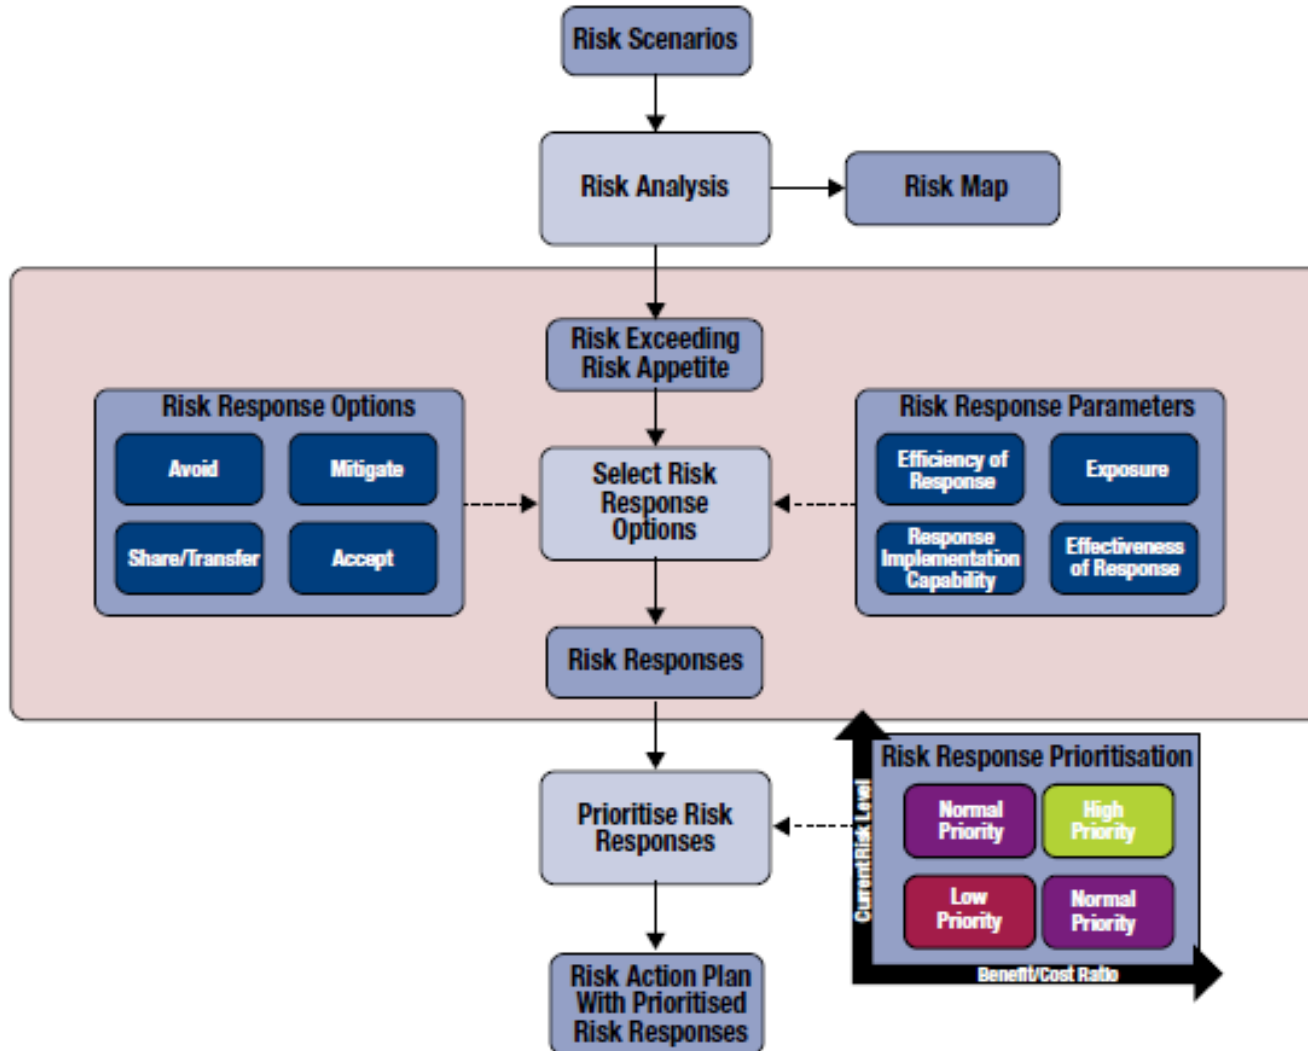 Risk Scenarios
Risk Analysis
Risk Map
Risk Exceeding
Risk Appetite
Risk Response Options
Avoid
Mitigate
Share/Transfer
Accept
Select Risk
Response
Options
Risk Response Parameters
Efficiency of
Response
Exposure
Response
Implementation
Capability
Effectiveness
of Response
Risk Responses
Prioritise Risk
Responses
Risk Response Prioritisation
Current Risk Level
Normal
Priority
High
Priority
Low
Priority
Normal
Priority
Benefit/Cost Ratio
Risk Action Plan
With Prioritised
Risk Responses